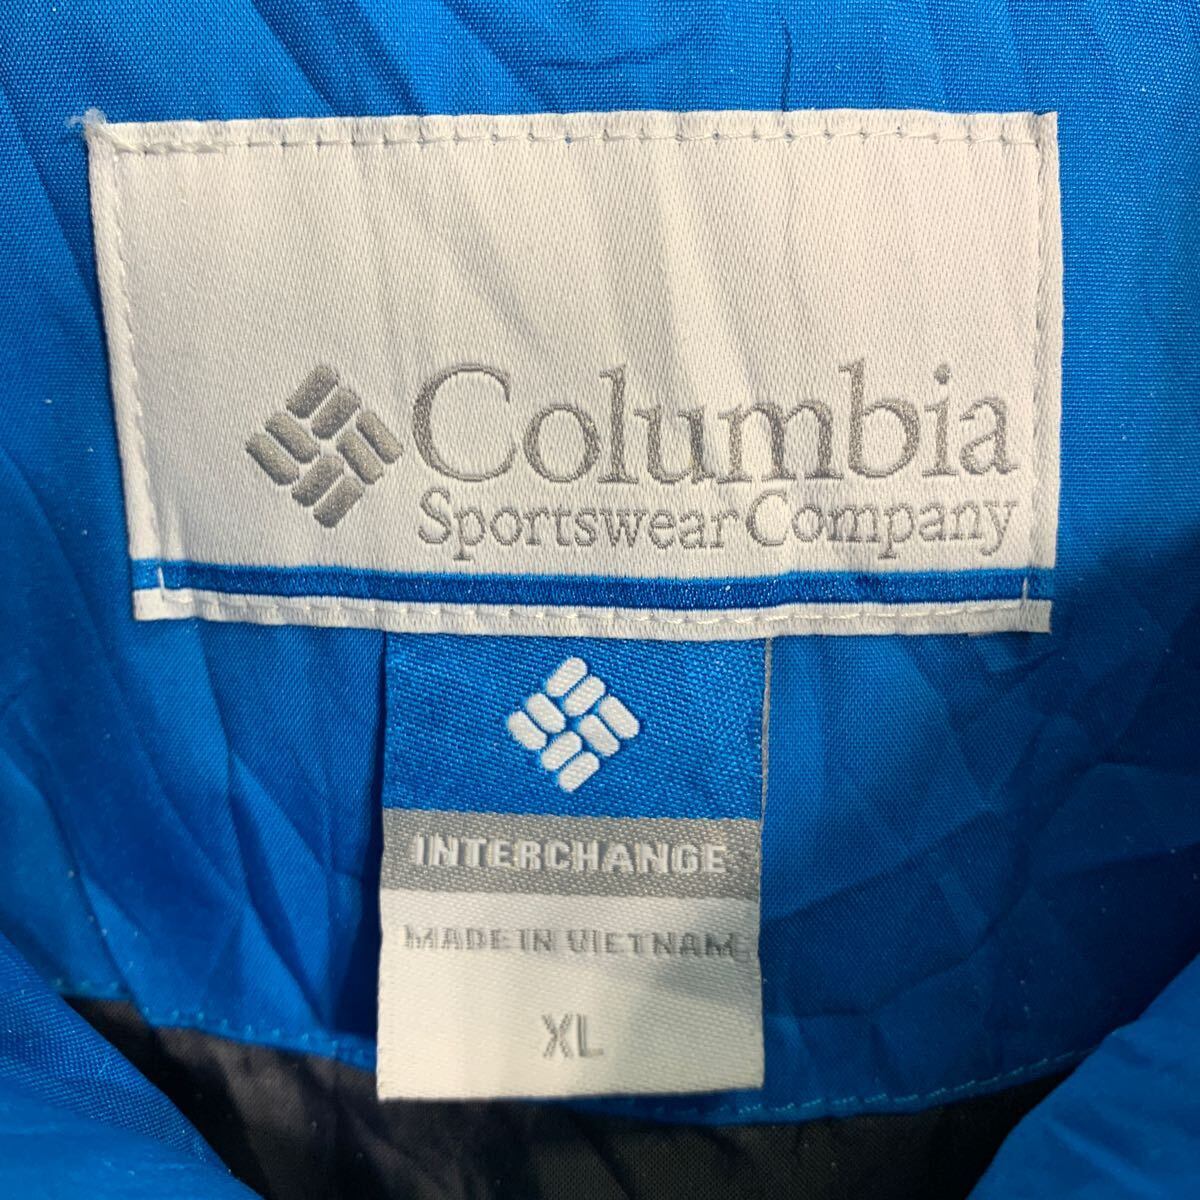 Columbia
Sportswear Company
INTERCHANGE
MADE IN VIETNAM
XL